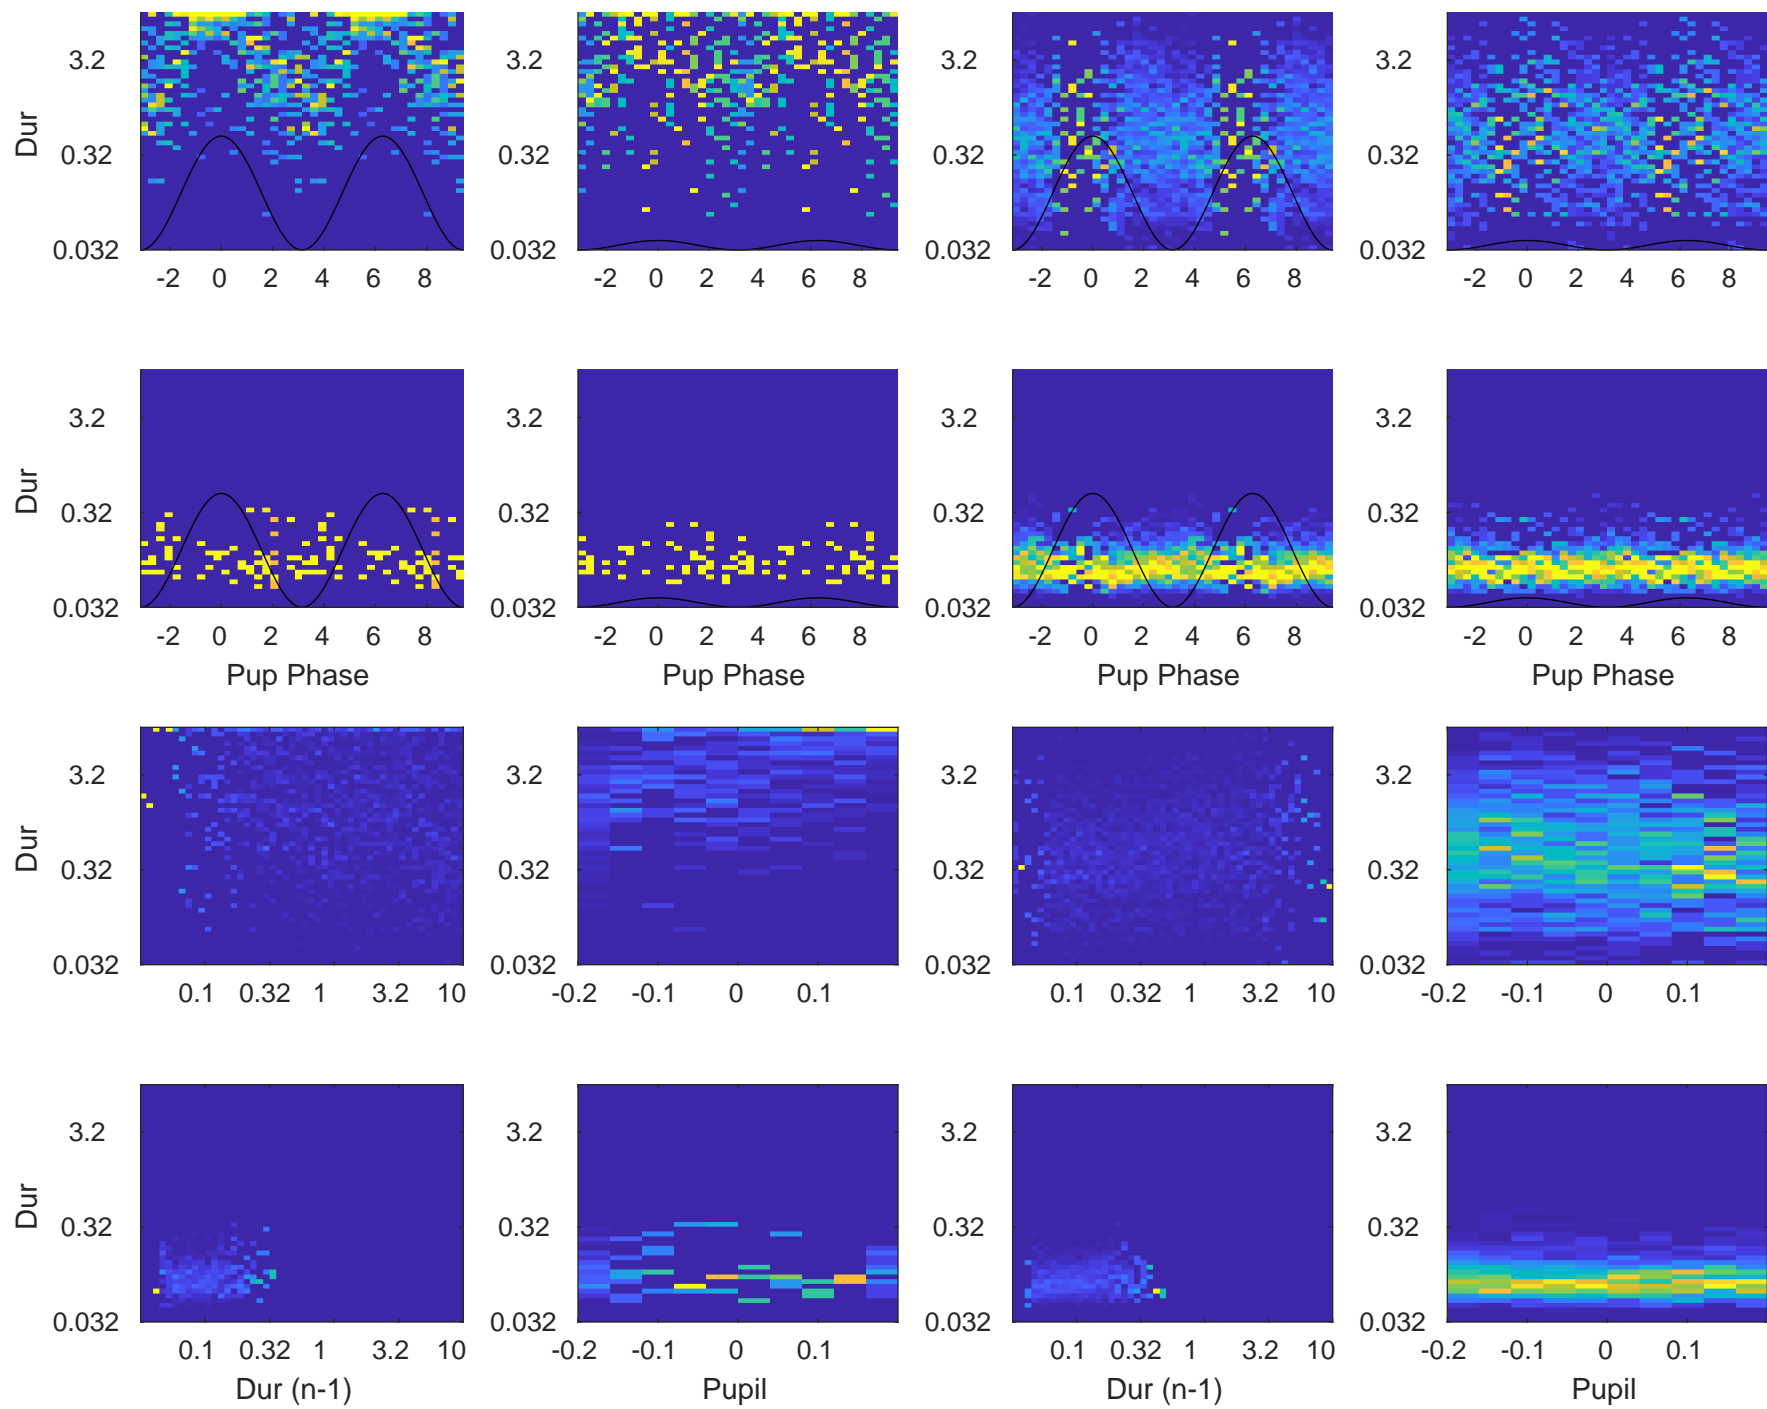 3.2 3.2 3.2 3.2
Dur
0.32 0.32 0.32 0.32
0.032 0.032 0.032 0.032
-2 0 2 4 6 8 -2 0 2 4 6 8 -2 0 2 4 6 8 -2 0 2 4 6 8
3.2 3.2 3.2 3.2
Dur
0.32 0.32 0.32 0.32
0.032 0.032 0.032 0.032
-2 0 2 4 6 8 -2 0 2 4 6 8 -2 0 2 4 6 8 -2 0 2 4 6 8
Pup Phase Pup Phase Pup Phase Pup Phase
3.2 3.2 3.2 3.2
Dur
0.32 0.32 0.32 0.32
0.032 0.032 0.032 0.032
0.1 0.32 1 3.2 10 -0.2 -0.1 0 0.1 0.1 0.32 1 3.2 10 -0.2 -0.1 0 0.1
3.2 3.2 3.2 3.2
Dur
0.32 0.32 0.32 0.32
0.032 0.032 0.032 0.032
0.1 0.32 1 3.2 10 -0.2 -0.1 0 0.1 0.1 0.32 1 3.2 10 -0.2 -0.1 0 0.1
Dur (n-1) Pupil Dur (n-1) Pupil